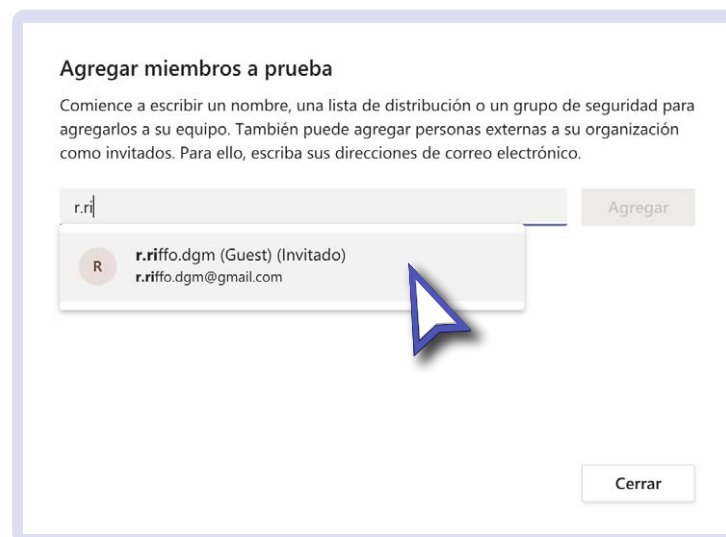 Agregar miembros a prueba
Comience a escribir un nombre, una lista de distribución o un grupo de seguridad para
agregarlos a su equipo. También puede agregar personas externas a su organización
como invitados. Para ello, escriba sus direcciones de correo electrónico.
r.ri
Agregar
R
r.riffo.dgm (Guest) (Invitado)
r.riffo.dgm@gmail.com
Cerrar